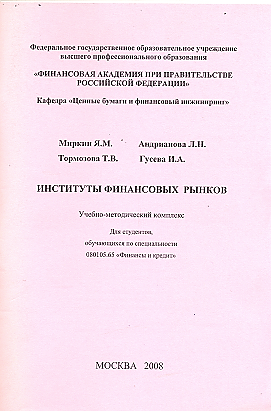 Федеральное государственное образовательное учреждение
высшего профессионального образования
«ФИНАНСОВАЯ АКАДЕМИЯ ПРИ ПРАВИТЕЛЬСТВЕ
РОССИЙСКОЙ ФЕДЕРАЦИИ»
Кафедра «Ценные бумаги и финансовый инжиниринг»
Миркин Я.М. Андрианова Л.Н.
Тормозова Т.В. Гусева И.А.
ИНСТИТУТЫ ФИНАНСОВЫХ РЫНКОВ
Учебно-методический комплекс
Для студентов,
обучающихся по специальности
080105.65 «Финансы и кредит»
МОСКВА 2008